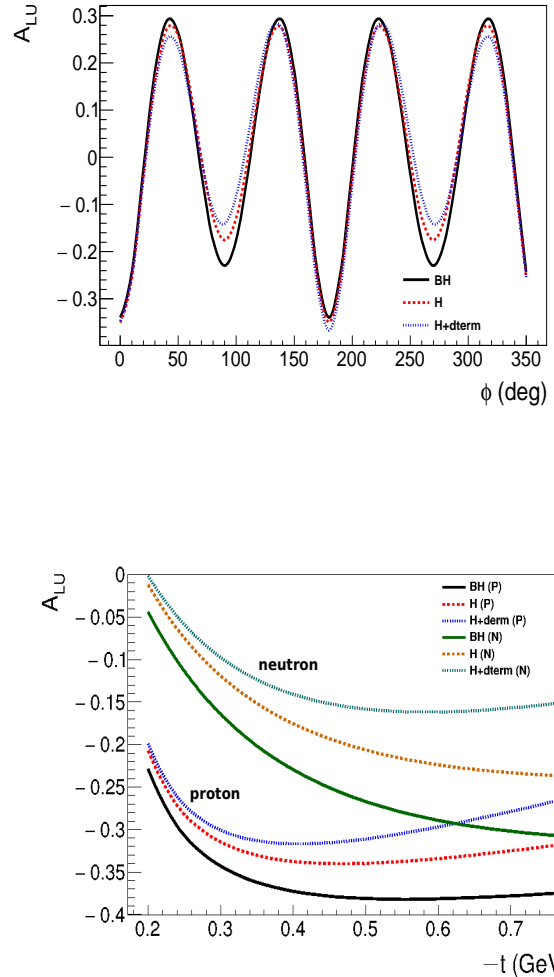 A_LU
0.3
0.2
0.1
0
−0.1
−0.2
−0.3
BH
H
H+dterm
0 50 100 150 200 250 300 350
ϕ (deg)
A_LU
0
−0.05
−0.1
−0.15
−0.2
−0.25
−0.3
−0.35
−0.4
BH (P)
H (P)
H+derm (P)
BH (N)
H (N)
H+dterm (N)
neutron
proton
0.2 0.3 0.4 0.5 0.6 0.7
−t (GeV